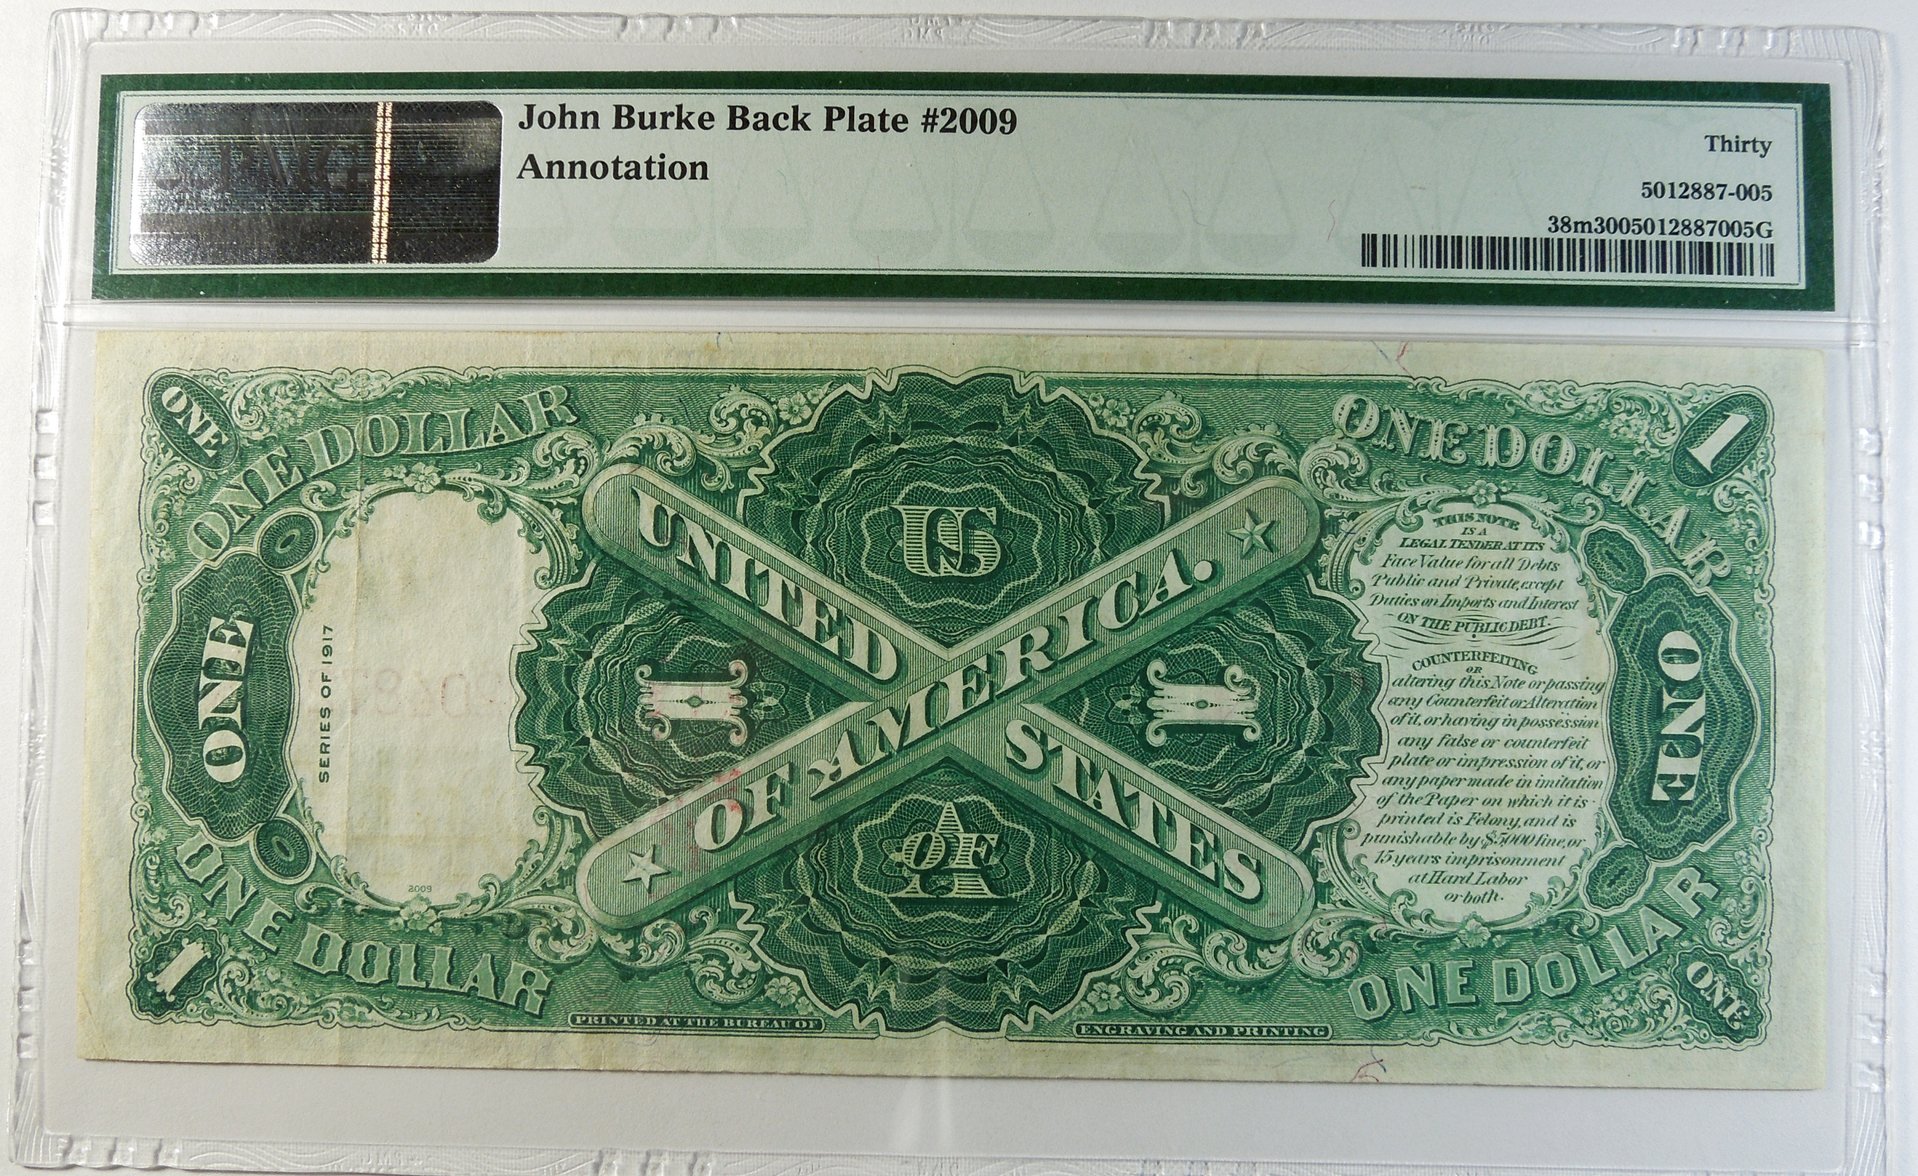 John Burke Back Plate #2009
Annotation
Thirty
5012887-005
38m3005012887005G
ONE
ONE DOLLAR
ONE DOLLAR
1
US
UNITED
STATES
OF AMERICA.
1
1
OF
A
ONE
SERIES OF 1917
2009
THIS NOTE
IS A
LEGAL TENDER AT ITS
Face Value for all Debts
Public and Private, except
Duties on Imports and Interest
ON THE PUBLIC DEBT.
COUNTERFEITING
OR
altering this Note or passing
any Counterfeit or Alteration
of it, or having in possession
any false or counterfeit
plate or impression of it, or
any paper made in imitation
of the Paper on which it is
printed is Felony, and is
punishable by $5000 fine, or
15 years imprisonment
at Hard Labor
or both.
ONE
ONE DOLLAR
1
ONE DOLLAR
ONE
PRINTED AT THE BUREAU OF
ENGRAVING AND PRINTING